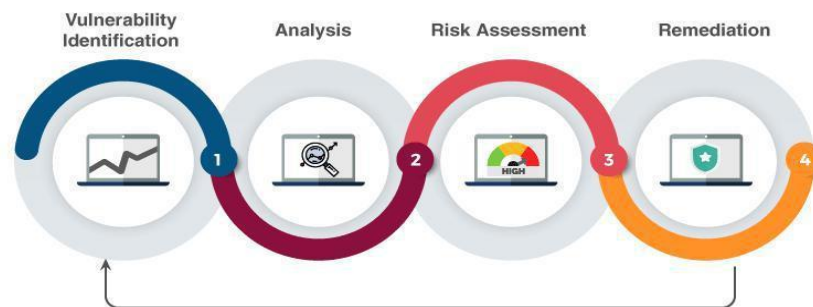 Vulnerability
Identification
Analysis
Risk Assessment
Remediation
1
2
3
4
HIGH